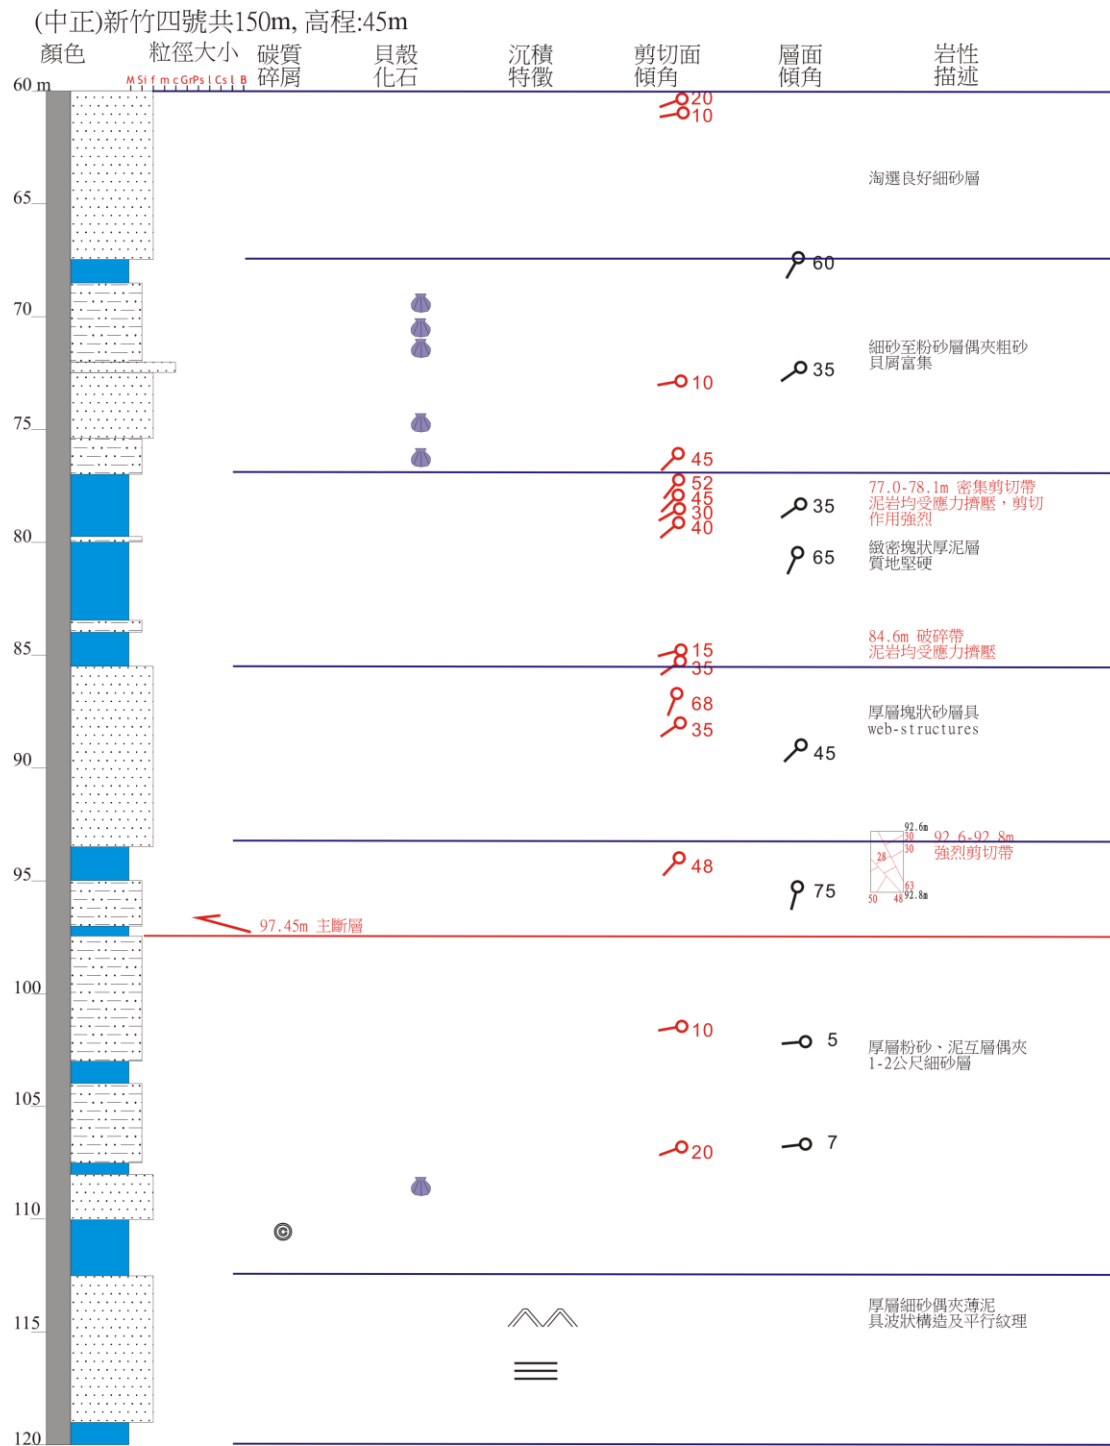 (中正)新竹四號共150m, 高程:45m
顏色 粒徑大小 碳質碎屑 貝殼化石 沉積特徵 剪切面傾角 層面傾角 岩性描述
M Si f m c Gr Ps l Cs l B
60 m
20
10
淘選良好細砂層
65
60
70
細砂至粉砂層偶夾粗砂
貝屑富集
35
10
75
45
52
45
30
40
35
77.0-78.1m 密集剪切帶
泥岩均受應力擠壓，剪切
作用強烈
80
緻密塊狀厚泥層
質地堅硬
65
85
15
35
84.6m 破碎帶
泥岩均受應力擠壓
68
35
厚層塊狀砂層具
web-structures
90
45
92.6m
30
30
28
63
50
48
92.8m
92.6-92.8m
強烈剪切帶
48
95
75
97.45m 主斷層
100
10
5
厚層粉砂、泥互層偶夾
1-2公尺細砂層
105
20
7
110
厚層細砂偶夾薄泥
具波狀構造及平行紋理
115
120